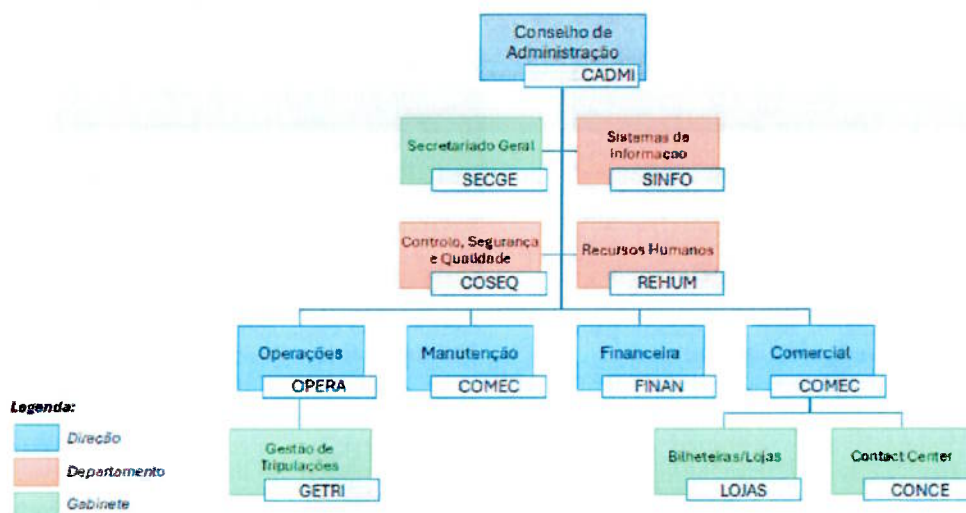 Conselho de
Administração
CADMI
Secretariado Geral
SECGE
Sistemas de
Informação
SINFO
Controlo, Segurança
e Qualidade
COSEQ
Recursos Humanos
REHUM
Operações
OPERA
Manutenção
COMEC
Financeira
FINAN
Comercial
COMEC
Gestão de
Tripulações
GETRI
Bilheteiras/Lojas
LOJAS
Contact Center
CONCE
Legenda:
Direção
Departamento
Gabinete